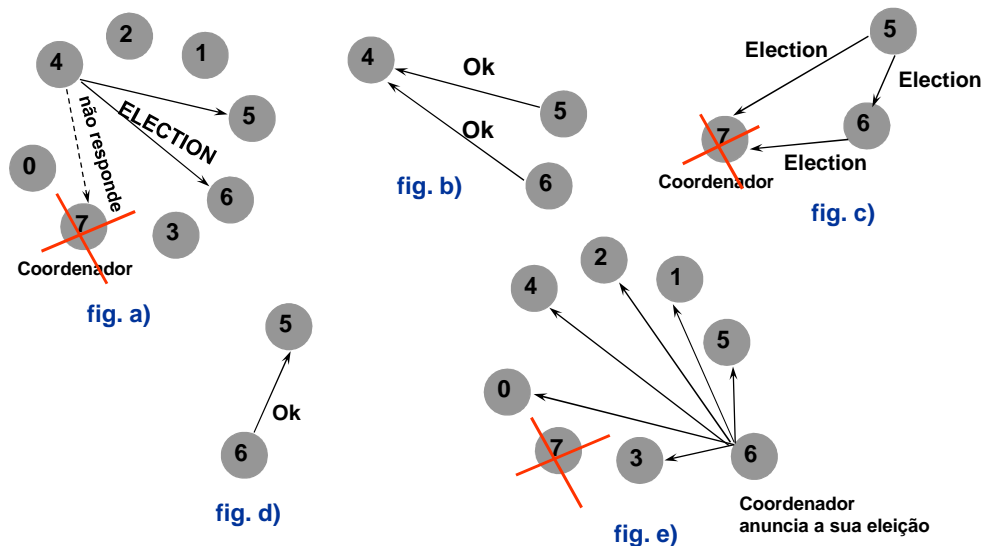 2
1
4
5
ELECTION
não responde
0
6
7
3
Coordenador
fig. a)
4
Ok
5
Ok
6
fig. b)
5
Election
Election
7
6
Election
Coordenador
fig. c)
5
Ok
6
fig. d)
2
1
4
5
0
7
3
6
Coordenador
anuncia a sua eleição
fig. e)